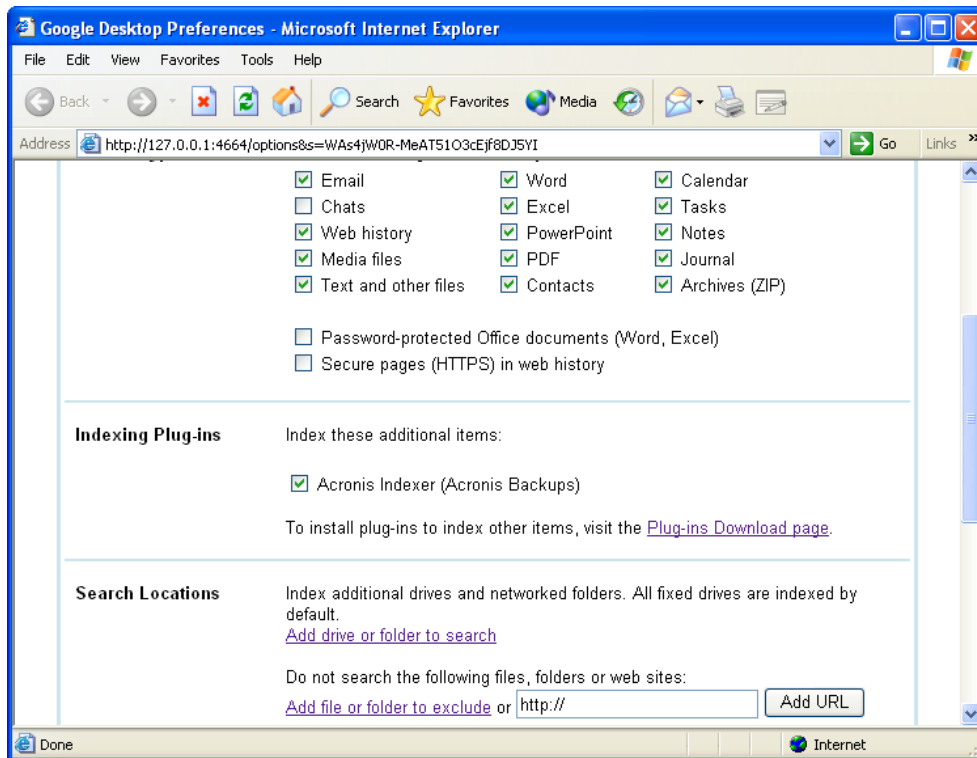 Google Desktop Preferences - Microsoft Internet Explorer
File Edit View Favorites Tools Help
Back Search Favorites Media
Address http://127.0.0.1:4664/options&s=WAs4jW0R-MeAT51O3cEjf8DJ5YI Go Links »
Email Word Calendar
Chats Excel Tasks
Web history PowerPoint Notes
Media files PDF Journal
Text and other files Contacts Archives (ZIP)
Password-protected Office documents (Word, Excel)
Secure pages (HTTPS) in web history
Indexing Plug-ins Index these additional items:
Acronis Indexer (Acronis Backups)
To install plug-ins to index other items, visit the Plug-ins Download page.
Search Locations Index additional drives and networked folders. All fixed drives are indexed by
default.
Add drive or folder to search
Do not search the following files, folders or web sites:
Add file or folder to exclude or http:// Add URL
Done Internet